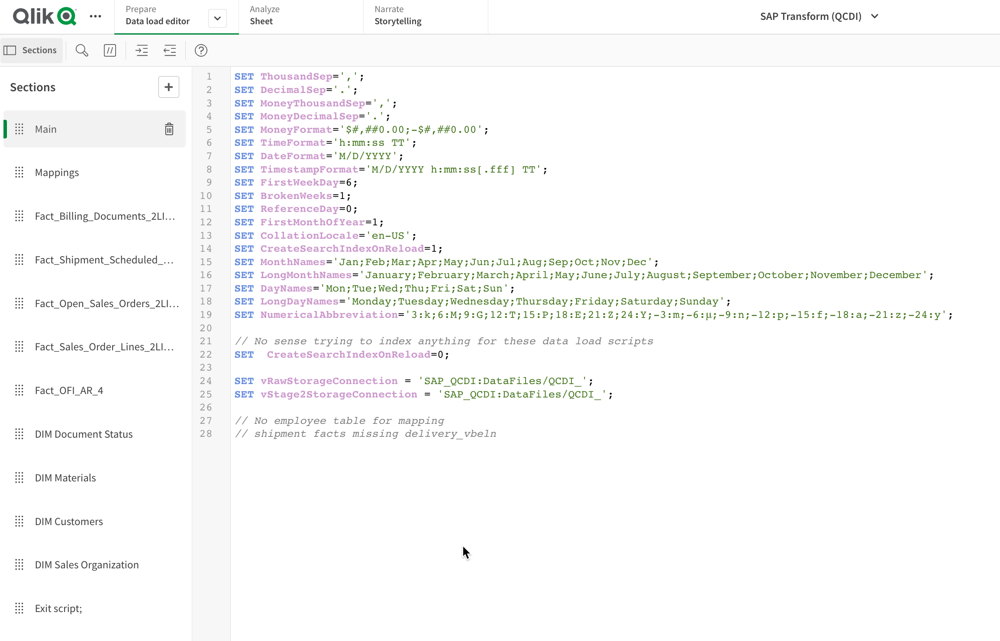 Qlik
Prepare
Data load editor
Analyze
Sheet
Narrate
Storytelling
SAP Transform (QCDI)
Sections
//
?
Sections
+
Main
Mappings
Fact_Billing_Documents_2LI...
Fact_Shipment_Scheduled_...
Fact_Open_Sales_Orders_2LI...
Fact_Sales_Order_Lines_2LI...
Fact_OFI_AR_4
DIM Document Status
DIM Materials
DIM Customers
DIM Sales Organization
Exit script;
1 SET ThousandSep=',';
2 SET DecimalSep='.';
3 SET MoneyThousandSep=',';
4 SET MoneyDecimalSep='.';
5 SET MoneyFormat='$#,##0.00;-$#,##0.00';
6 SET TimeFormat='h:mm:ss TT';
7 SET DateFormat='M/D/YYYY';
8 SET TimestampFormat='M/D/YYYY h:mm:ss[.fff] TT';
9 SET FirstWeekDay=6;
10 SET BrokenWeeks=1;
11 SET ReferenceDay=0;
12 SET FirstMonthOfYear=1;
13 SET CollationLocale='en-US';
14 SET CreateSearchIndexOnReload=1;
15 SET MonthNames='Jan;Feb;Mar;Apr;May;Jun;Jul;Aug;Sep;Oct;Nov;Dec';
16 SET LongMonthNames='January;February;March;April;May;June;July;August;September;October;November;December';
17 SET DayNames='Mon;Tue;Wed;Thu;Fri;Sat;Sun';
18 SET LongDayNames='Monday;Tuesday;Wednesday;Thursday;Friday;Saturday;Sunday';
19 SET NumericalAbbreviation='3:k;6:M;9:G;12:T;15:P;18:E;21:Z;24:Y;-3:m;-6:μ;-9:n;-12:p;-15:f;-18:a;-21:z;-24:y';
20
21 // No sense trying to index anything for these data load scripts
22 SET  CreateSearchIndexOnReload=0;
23
24 SET vRawStorageConnection = 'SAP_QCDI:DataFiles/QCDI_';
25 SET vStage2StorageConnection = 'SAP_QCDI:DataFiles/QCDI_';
26
27 // No employee table for mapping
28 // shipment facts missing delivery_vbeln